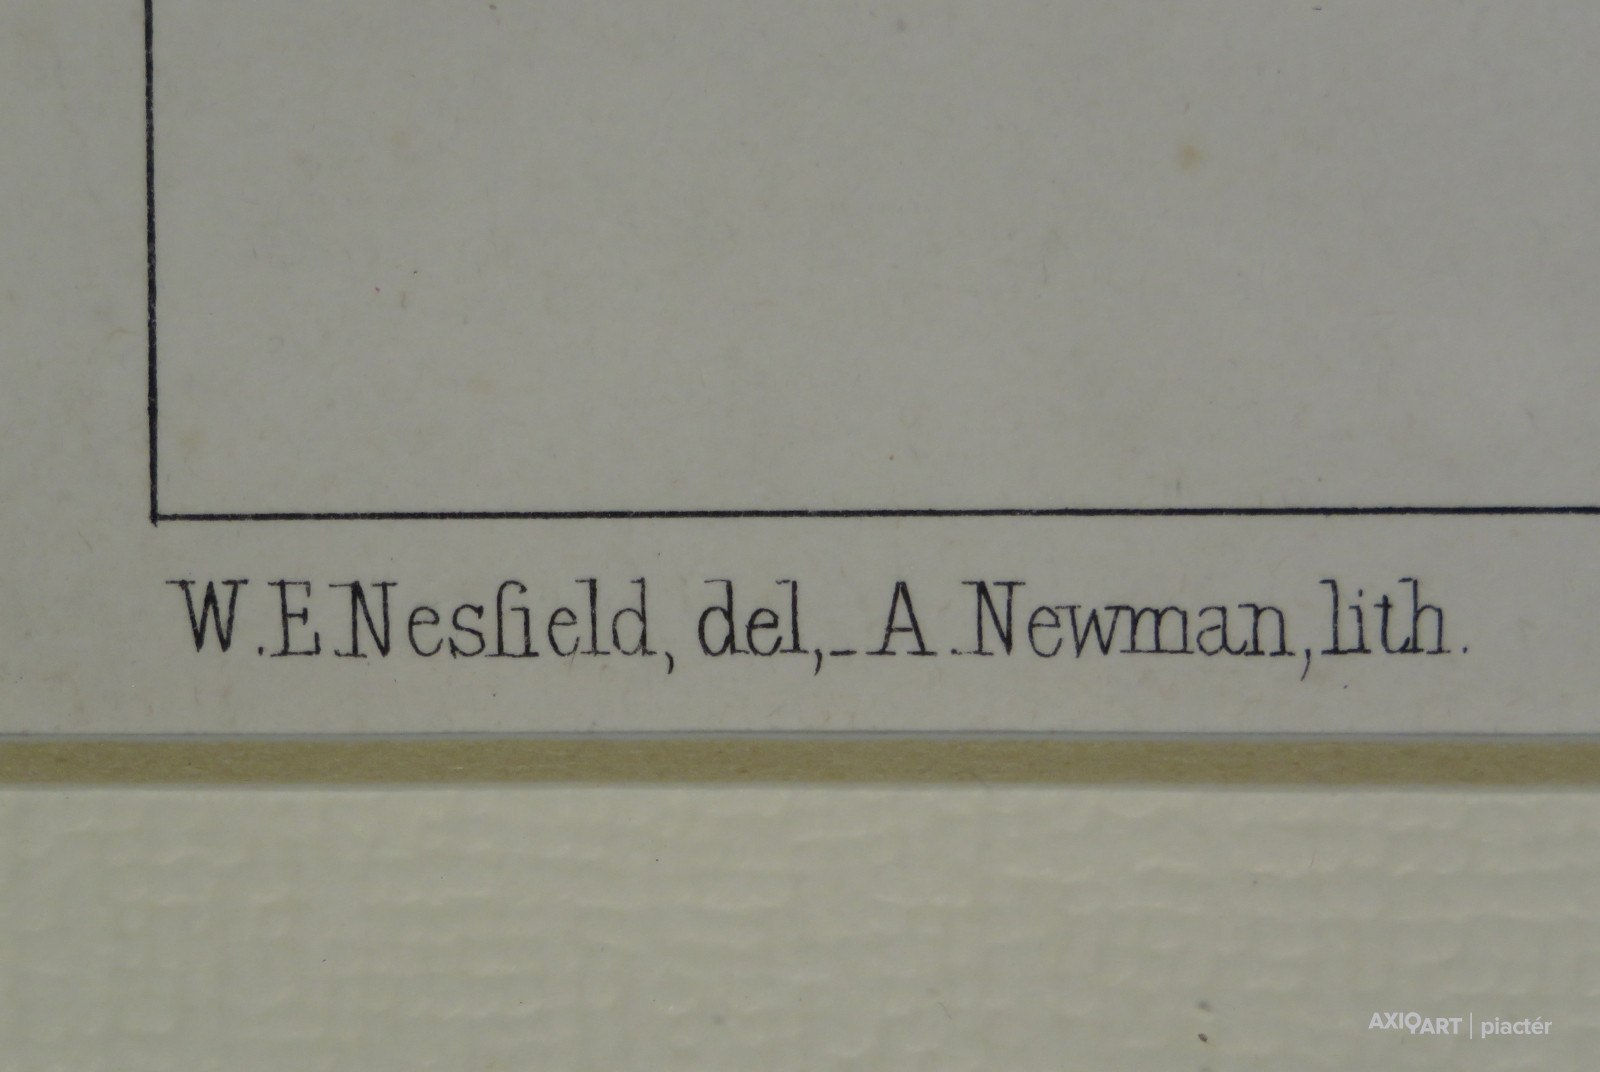 W.E.Nesfield, del,_A.Newman,lith.
AXIOART | piactér